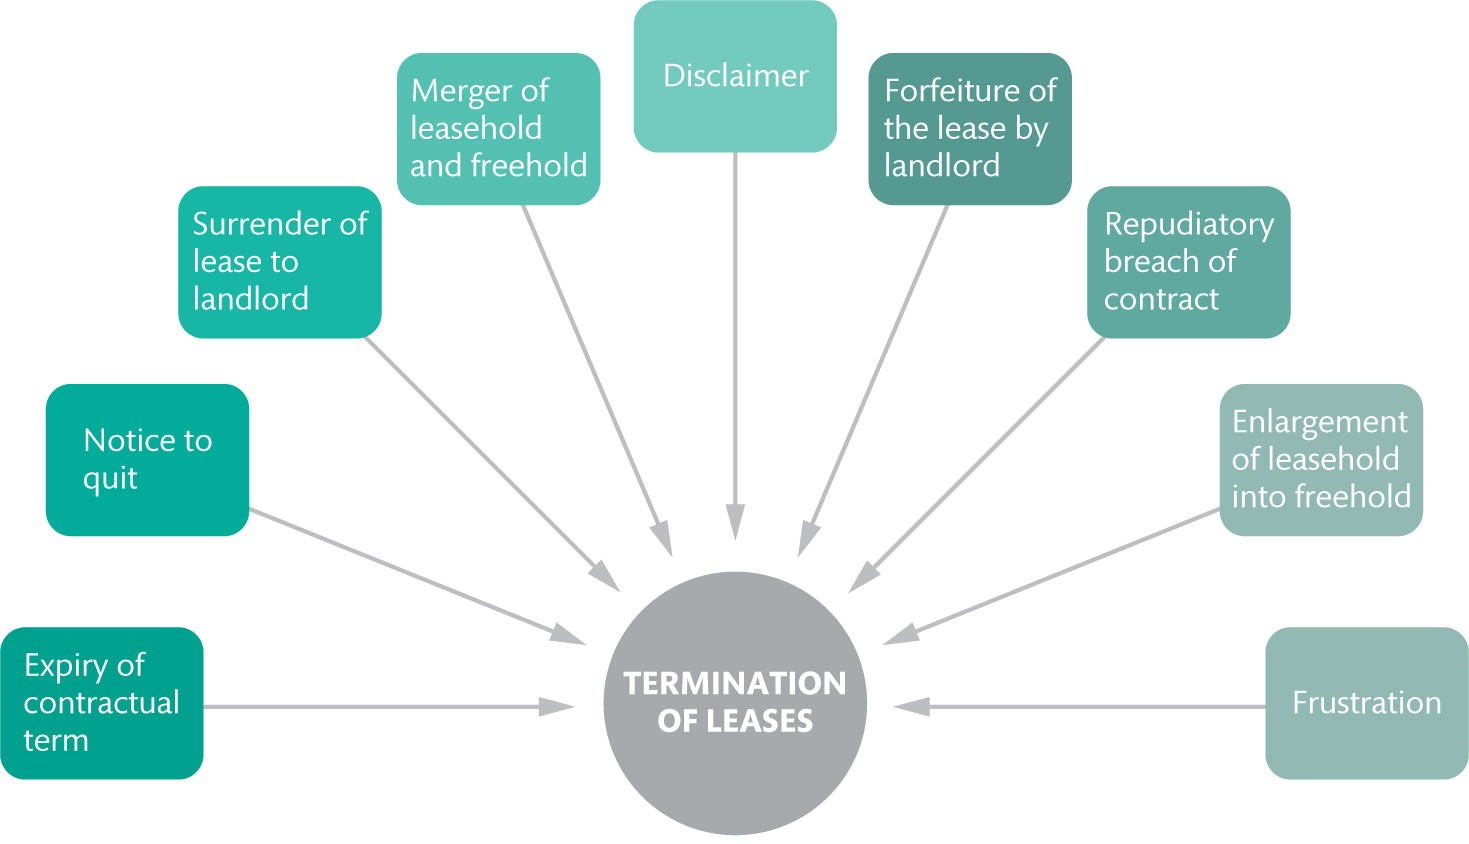 Disclaimer
Merger of
leasehold
and freehold
Forfeiture of
the lease by
landlord
Surrender of
lease to
landlord
Repudiatory
breach of
contract
Notice to
quit
Enlargement
of leasehold
into freehold
Expiry of
contractual
term
TERMINATION
OF LEASES
Frustration